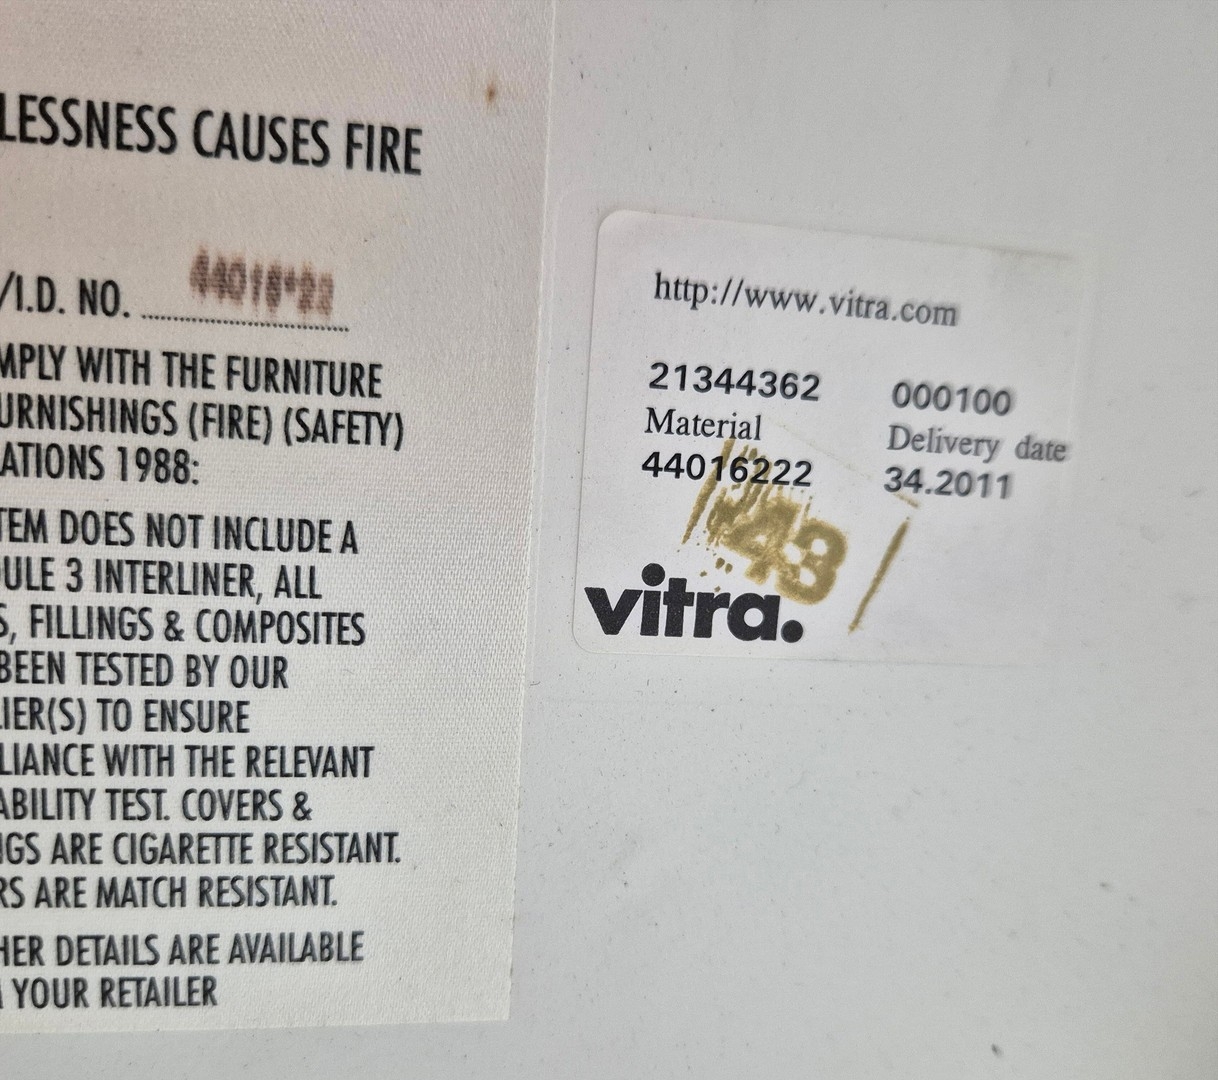 LESSNESS CAUSES FIRE
/I.D. NO.
MPLY WITH THE FURNITURE
URNISHINGS (FIRE) (SAFETY)
ATIONS 1988:
TEM DOES NOT INCLUDE A
ULE 3 INTERLINER, ALL
S, FILLINGS & COMPOSITES
BEEN TESTED BY OUR
LIER(S) TO ENSURE
LIANCE WITH THE RELEVANT
ABILITY TEST. COVERS &
NGS ARE CIGARETTE RESISTANT.
RS ARE MATCH RESISTANT.
HER DETAILS ARE AVAILABLE
YOUR RETAILER
http://www.vitra.com
21344362 000100
Material Delivery date
44016222 34.2011
43
vitra.